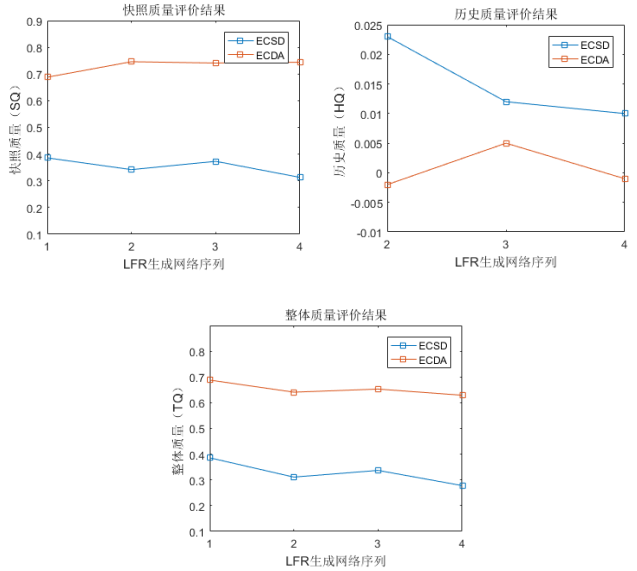 快照质量评价结果
0.9
0.8
0.7
0.6
0.5
0.4
0.3
0.2
0.1
快照质量（SQ）
ECSD
ECDA
1 2 3 4
LFR生成网络序列
历史质量评价结果
0.025
0.02
0.015
0.01
0.005
0
-0.005
-0.01
历史质量（HQ）
ECSD
ECDA
2 3 4
LFR生成网络序列
整体质量评价结果
0.8
0.7
0.6
0.5
0.4
0.3
0.2
0.1
整体质量（TQ）
ECSD
ECDA
1 2 3 4
LFR生成网络序列